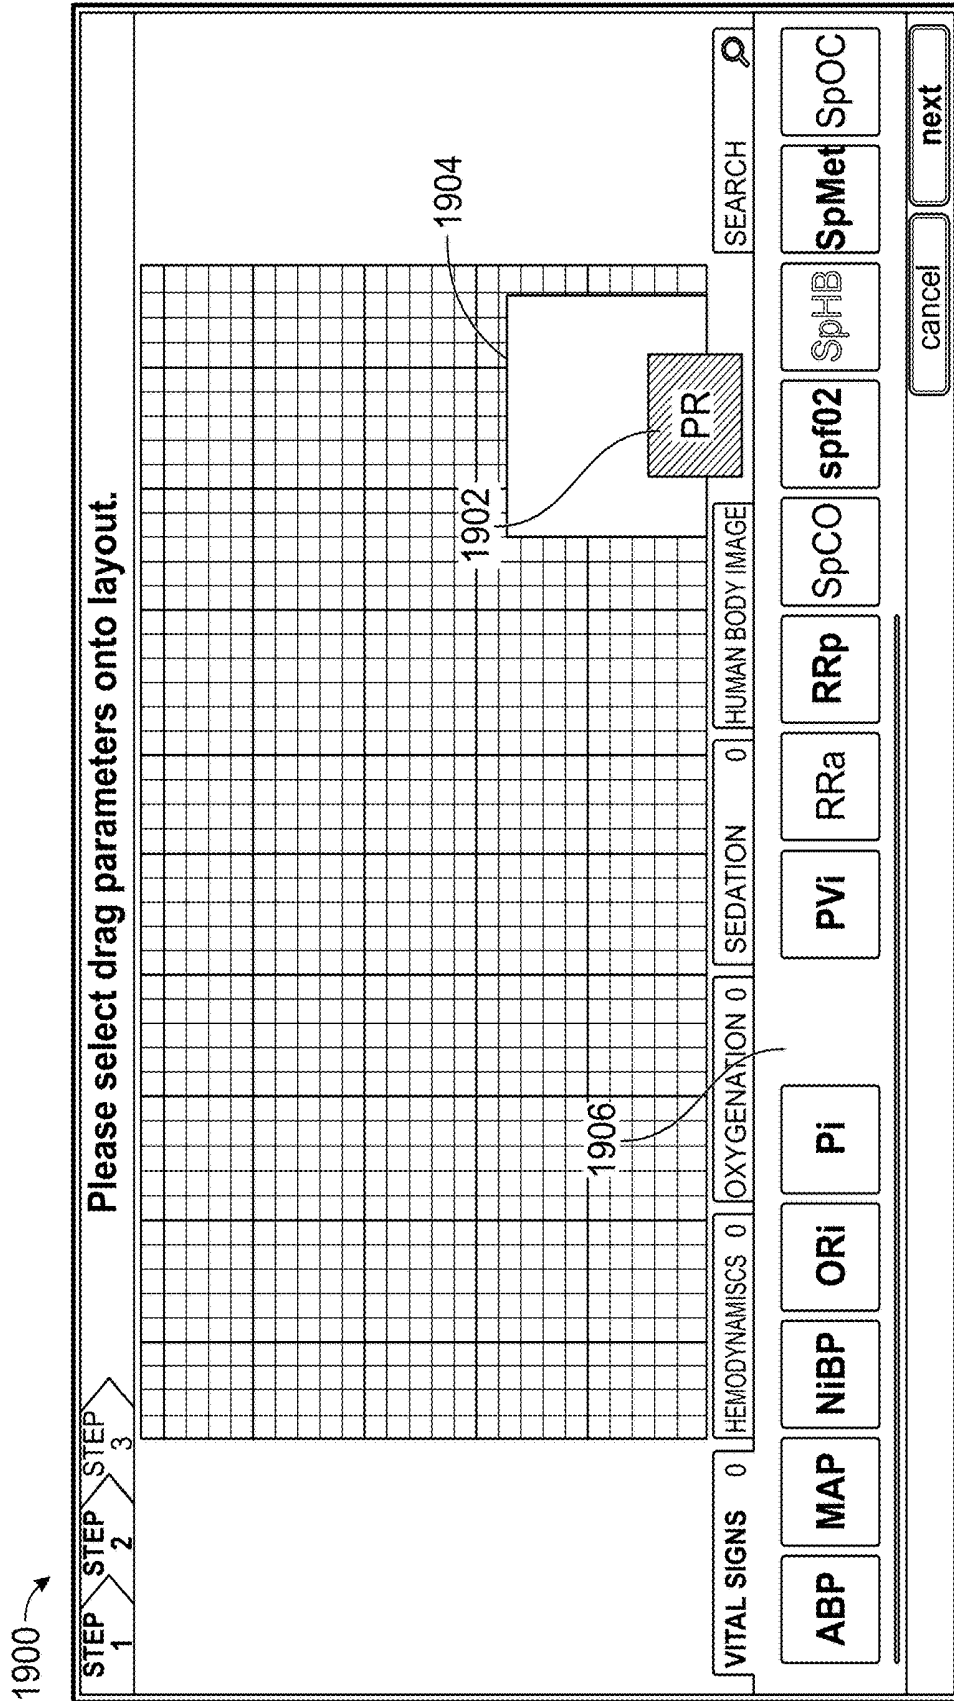 1900
STEP 1 STEP 2 STEP 3
Please select drag parameters onto layout.
1904
1902
PR
1906
VITAL SIGNS 0 HEMODYNAMISCS 0 OXYGENATION 0 SEDATION 0 HUMAN BODY IMAGE SEARCH
ABP MAP NiBP ORi Pi PVi RRa RRp SpCO spf02 SpHB SpMet SpOC
cancel next